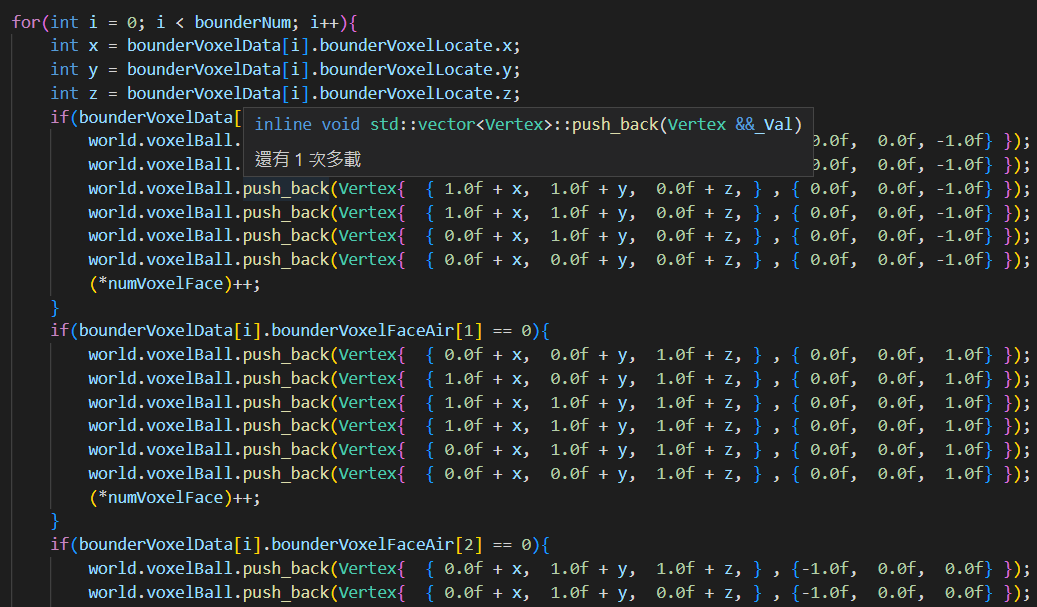 for(int i = 0; i < bounderNum; i++){
    int x = bounderVoxelData[i].bounderVoxelLocate.x;
    int y = bounderVoxelData[i].bounderVoxelLocate.y;
    int z = bounderVoxelData[i].bounderVoxelLocate.z;
    if(bounderVoxelData[
inline void std::vector<Vertex>::push_back(Vertex &&_Val)
還有 1 次多載
        world.voxelBall. 0.0f,  0.0f, -1.0f} });
        world.voxelBall. 0.0f,  0.0f, -1.0f} });
        world.voxelBall.push_back(Vertex{  { 1.0f + x,  1.0f + y,  0.0f + z, } , { 0.0f,  0.0f, -1.0f} });
        world.voxelBall.push_back(Vertex{  { 1.0f + x,  1.0f + y,  0.0f + z, } , { 0.0f,  0.0f, -1.0f} });
        world.voxelBall.push_back(Vertex{  { 0.0f + x,  1.0f + y,  0.0f + z, } , { 0.0f,  0.0f, -1.0f} });
        world.voxelBall.push_back(Vertex{  { 0.0f + x,  0.0f + y,  0.0f + z, } , { 0.0f,  0.0f, -1.0f} });
        (*numVoxelFace)++;
    }
    if(bounderVoxelData[i].bounderVoxelFaceAir[1] == 0){
        world.voxelBall.push_back(Vertex{  { 0.0f + x,  0.0f + y,  1.0f + z, } , { 0.0f,  0.0f,  1.0f} });
        world.voxelBall.push_back(Vertex{  { 1.0f + x,  0.0f + y,  1.0f + z, } , { 0.0f,  0.0f,  1.0f} });
        world.voxelBall.push_back(Vertex{  { 1.0f + x,  1.0f + y,  1.0f + z, } , { 0.0f,  0.0f,  1.0f} });
        world.voxelBall.push_back(Vertex{  { 1.0f + x,  1.0f + y,  1.0f + z, } , { 0.0f,  0.0f,  1.0f} });
        world.voxelBall.push_back(Vertex{  { 0.0f + x,  1.0f + y,  1.0f + z, } , { 0.0f,  0.0f,  1.0f} });
        world.voxelBall.push_back(Vertex{  { 0.0f + x,  0.0f + y,  1.0f + z, } , { 0.0f,  0.0f,  1.0f} });
        (*numVoxelFace)++;
    }
    if(bounderVoxelData[i].bounderVoxelFaceAir[2] == 0){
        world.voxelBall.push_back(Vertex{  { 0.0f + x,  1.0f + y,  1.0f + z, } , {-1.0f,  0.0f,  0.0f} });
        world.voxelBall.push_back(Vertex{  { 0.0f + x,  1.0f + y,  0.0f + z, } , {-1.0f,  0.0f,  0.0f} });